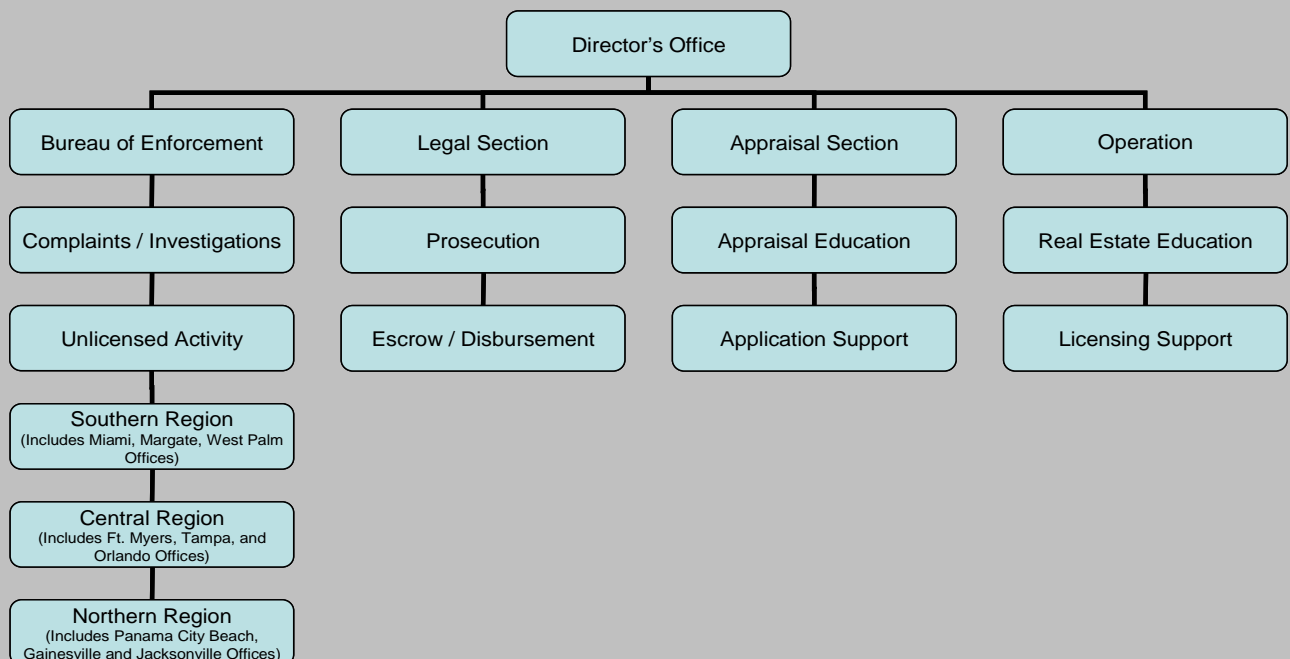 Director's Office
Bureau of Enforcement
Legal Section
Appraisal Section
Operation
Complaints / Investigations
Prosecution
Appraisal Education
Real Estate Education
Unlicensed Activity
Escrow / Disbursement
Application Support
Licensing Support
Southern Region
(Includes Miami, Margate, West Palm
Offices)
Central Region
(Includes Ft. Myers, Tampa, and
Orlando Offices)
Northern Region
(Includes Panama City Beach,
Gainesville and Jacksonville Offices)